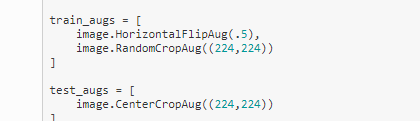 train_augs = [
    image.HorizontalFlipAug(.5),
    image.RandomCropAug((224,224))
]
test_augs = [
    image.CenterCropAug((224,224))
]